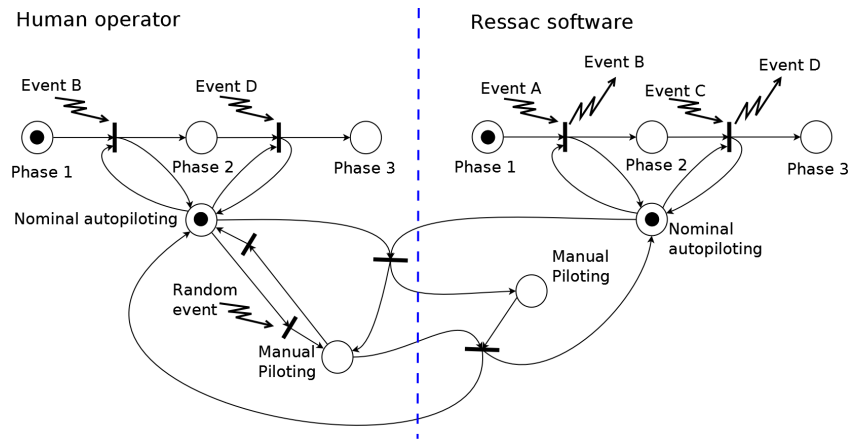 Human operator
Ressac software
Event B
Event D
Event A
Event B
Event C
Event D
Phase 1
Phase 2
Phase 3
Phase 1
Phase 2
Phase 3
Nominal autopiloting
Nominal
autopiloting
Random
event
Manual
Piloting
Manual
Piloting